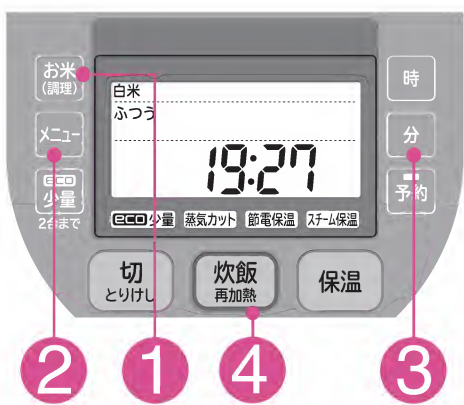 お米
(調理)
メニュー
eco
少量
2合まで
白米
ふつう
19:27
eco少量 蒸気カット 節電保温 スチーム保温
時
分
予約
切
とりけし
炊飯
再加熱
保温
2
1
4
3